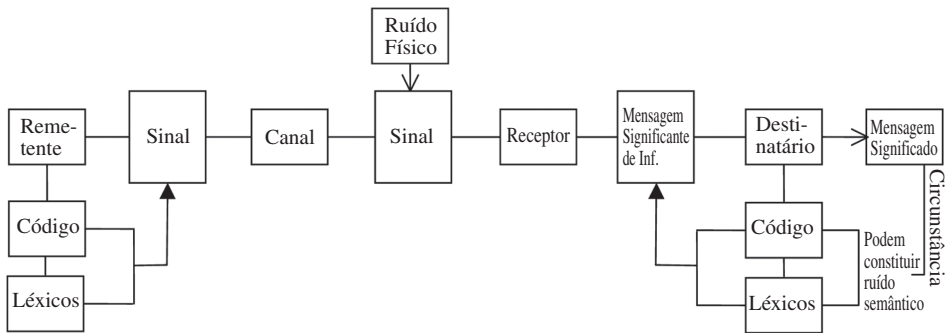 Ruído
Físico
Reme-
tente
Sinal
Canal
Sinal
Receptor
Mensagem
Significante
de Inf.
Desti-
natário
Mensagem
Significado
Código
Léxicos
Código
Léxicos
Podem
constituir
ruído
semântico
Circunstância